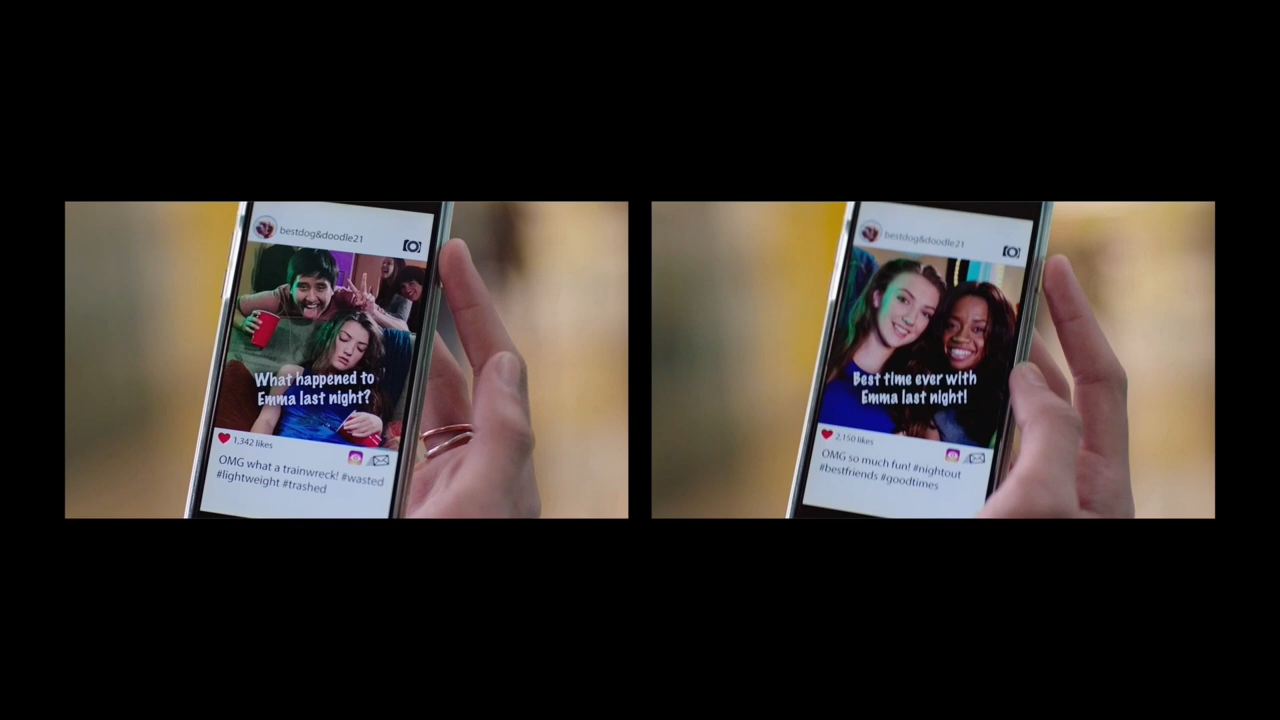 bestdog&doodle21
What happened to
Emma last night?
1,342 likes
OMG what a trainwreck! #wasted
#lightweight #trashed
bestdog&doodle21
Best time ever with
Emma last night!
2,150 likes
OMG so much fun! #nightout
#bestfriends #goodtimes